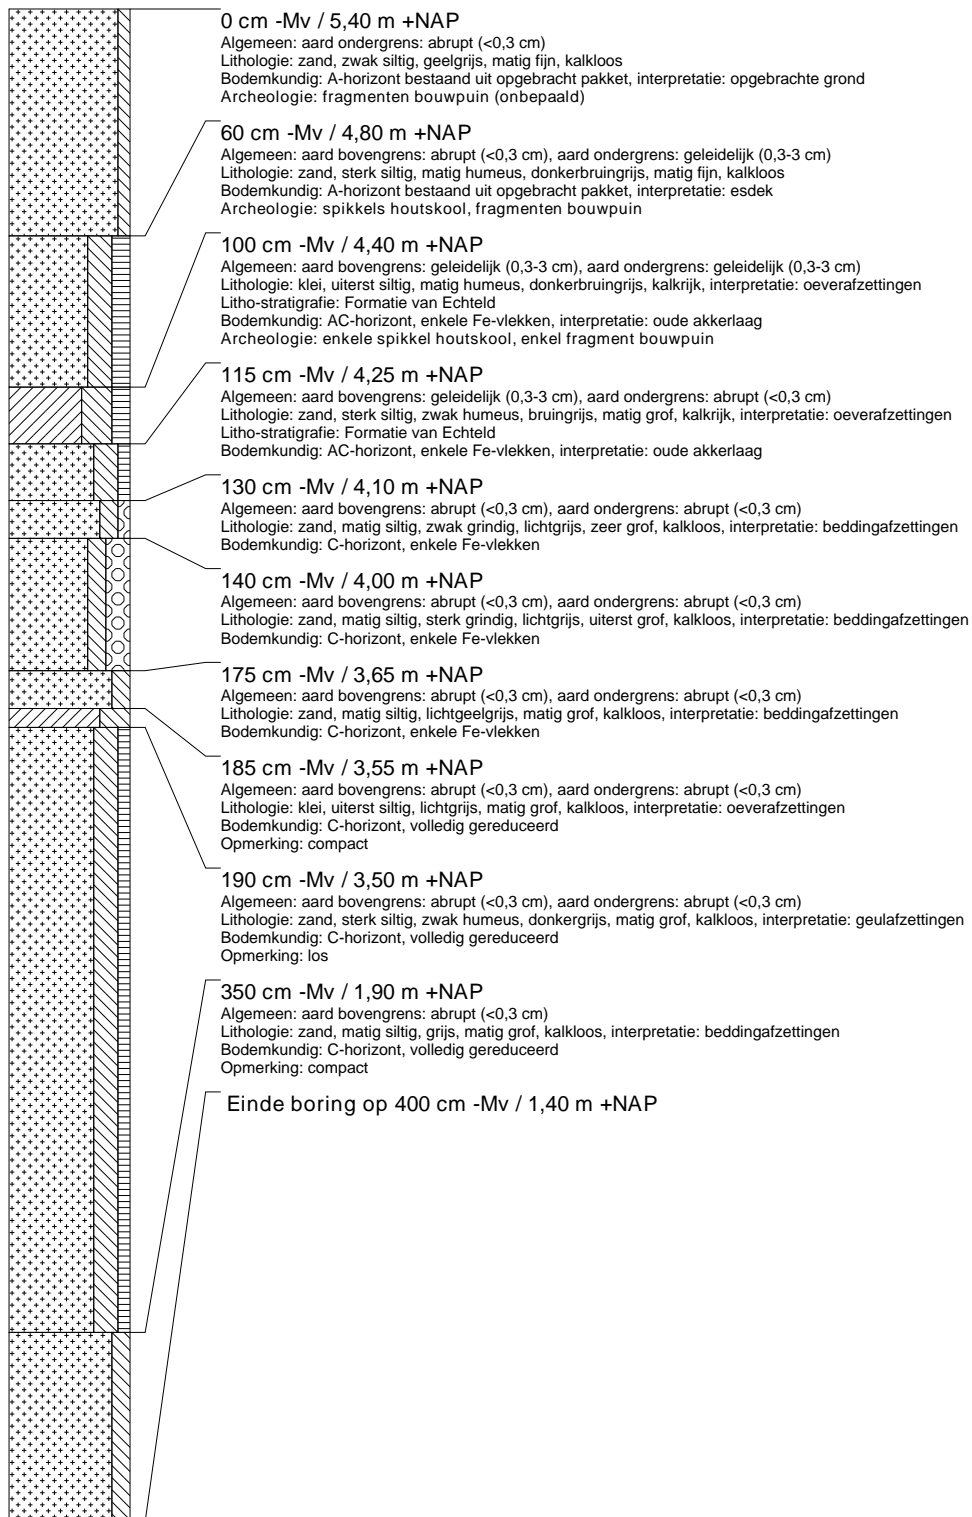 0 cm -Mv / 5,40 m +NAP
Algemeen: aard ondergrens: abrupt (<0,3 cm)
Lithologie: zand, zwak siltig, geelgrijs, matig fijn, kalkloos
Bodemkundig: A-horizont bestaand uit opgebracht pakket, interpretatie: opgebrachte grond
Archeologie: fragmenten bouwpuin (onbepaald)
60 cm -Mv / 4,80 m +NAP
Algemeen: aard bovengrens: abrupt (<0,3 cm), aard ondergrens: geleidelijk (0,3-3 cm)
Lithologie: zand, sterk siltig, matig humeus, donkerbruingrijs, matig fijn, kalkloos
Bodemkundig: A-horizont bestaand uit opgebracht pakket, interpretatie: esdek
Archeologie: spikkels houtskool, fragmenten bouwpuin
100 cm -Mv / 4,40 m +NAP
Algemeen: aard bovengrens: geleidelijk (0,3-3 cm), aard ondergrens: geleidelijk (0,3-3 cm)
Lithologie: klei, uiterst siltig, matig humeus, donkerbruingrijs, kalkrijk, interpretatie: oeverafzettingen
Litho-stratigrafie: Formatie van Echteld
Bodemkundig: AC-horizont, enkele Fe-vlekken, interpretatie: oude akkerlaag
Archeologie: enkele spikkel houtskool, enkel fragment bouwpuin
115 cm -Mv / 4,25 m +NAP
Algemeen: aard bovengrens: geleidelijk (0,3-3 cm), aard ondergrens: abrupt (<0,3 cm)
Lithologie: zand, sterk siltig, zwak humeus, bruingrijs, matig grof, kalkrijk, interpretatie: oeverafzettingen
Litho-stratigrafie: Formatie van Echteld
Bodemkundig: AC-horizont, enkele Fe-vlekken, interpretatie: oude akkerlaag
130 cm -Mv / 4,10 m +NAP
Algemeen: aard bovengrens: abrupt (<0,3 cm), aard ondergrens: abrupt (<0,3 cm)
Lithologie: zand, matig siltig, zwak grindig, lichtgrijs, zeer grof, kalkloos, interpretatie: beddingafzettingen
Bodemkundig: C-horizont, enkele Fe-vlekken
140 cm -Mv / 4,00 m +NAP
Algemeen: aard bovengrens: abrupt (<0,3 cm), aard ondergrens: abrupt (<0,3 cm)
Lithologie: zand, matig siltig, sterk grindig, lichtgrijs, uiterst grof, kalkloos, interpretatie: beddingafzettingen
Bodemkundig: C-horizont, enkele Fe-vlekken
175 cm -Mv / 3,65 m +NAP
Algemeen: aard bovengrens: abrupt (<0,3 cm), aard ondergrens: abrupt (<0,3 cm)
Lithologie: zand, matig siltig, lichtgeelgrijs, matig grof, kalkloos, interpretatie: beddingafzettingen
Bodemkundig: C-horizont, enkele Fe-vlekken
185 cm -Mv / 3,55 m +NAP
Algemeen: aard bovengrens: abrupt (<0,3 cm), aard ondergrens: abrupt (<0,3 cm)
Lithologie: klei, uiterst siltig, lichtgrijs, matig grof, kalkloos, interpretatie: oeverafzettingen
Bodemkundig: C-horizont, volledig gereduceerd
Opmerking: compact
190 cm -Mv / 3,50 m +NAP
Algemeen: aard bovengrens: abrupt (<0,3 cm), aard ondergrens: abrupt (<0,3 cm)
Lithologie: zand, sterk siltig, zwak humeus, donkergrijs, matig grof, kalkloos, interpretatie: geulafzettingen
Bodemkundig: C-horizont, volledig gereduceerd
Opmerking: los
350 cm -Mv / 1,90 m +NAP
Algemeen: aard bovengrens: abrupt (<0,3 cm)
Lithologie: zand, matig siltig, grijs, matig grof, kalkloos, interpretatie: beddingafzettingen
Bodemkundig: C-horizont, volledig gereduceerd
Opmerking: compact
Einde boring op 400 cm -Mv / 1,40 m +NAP